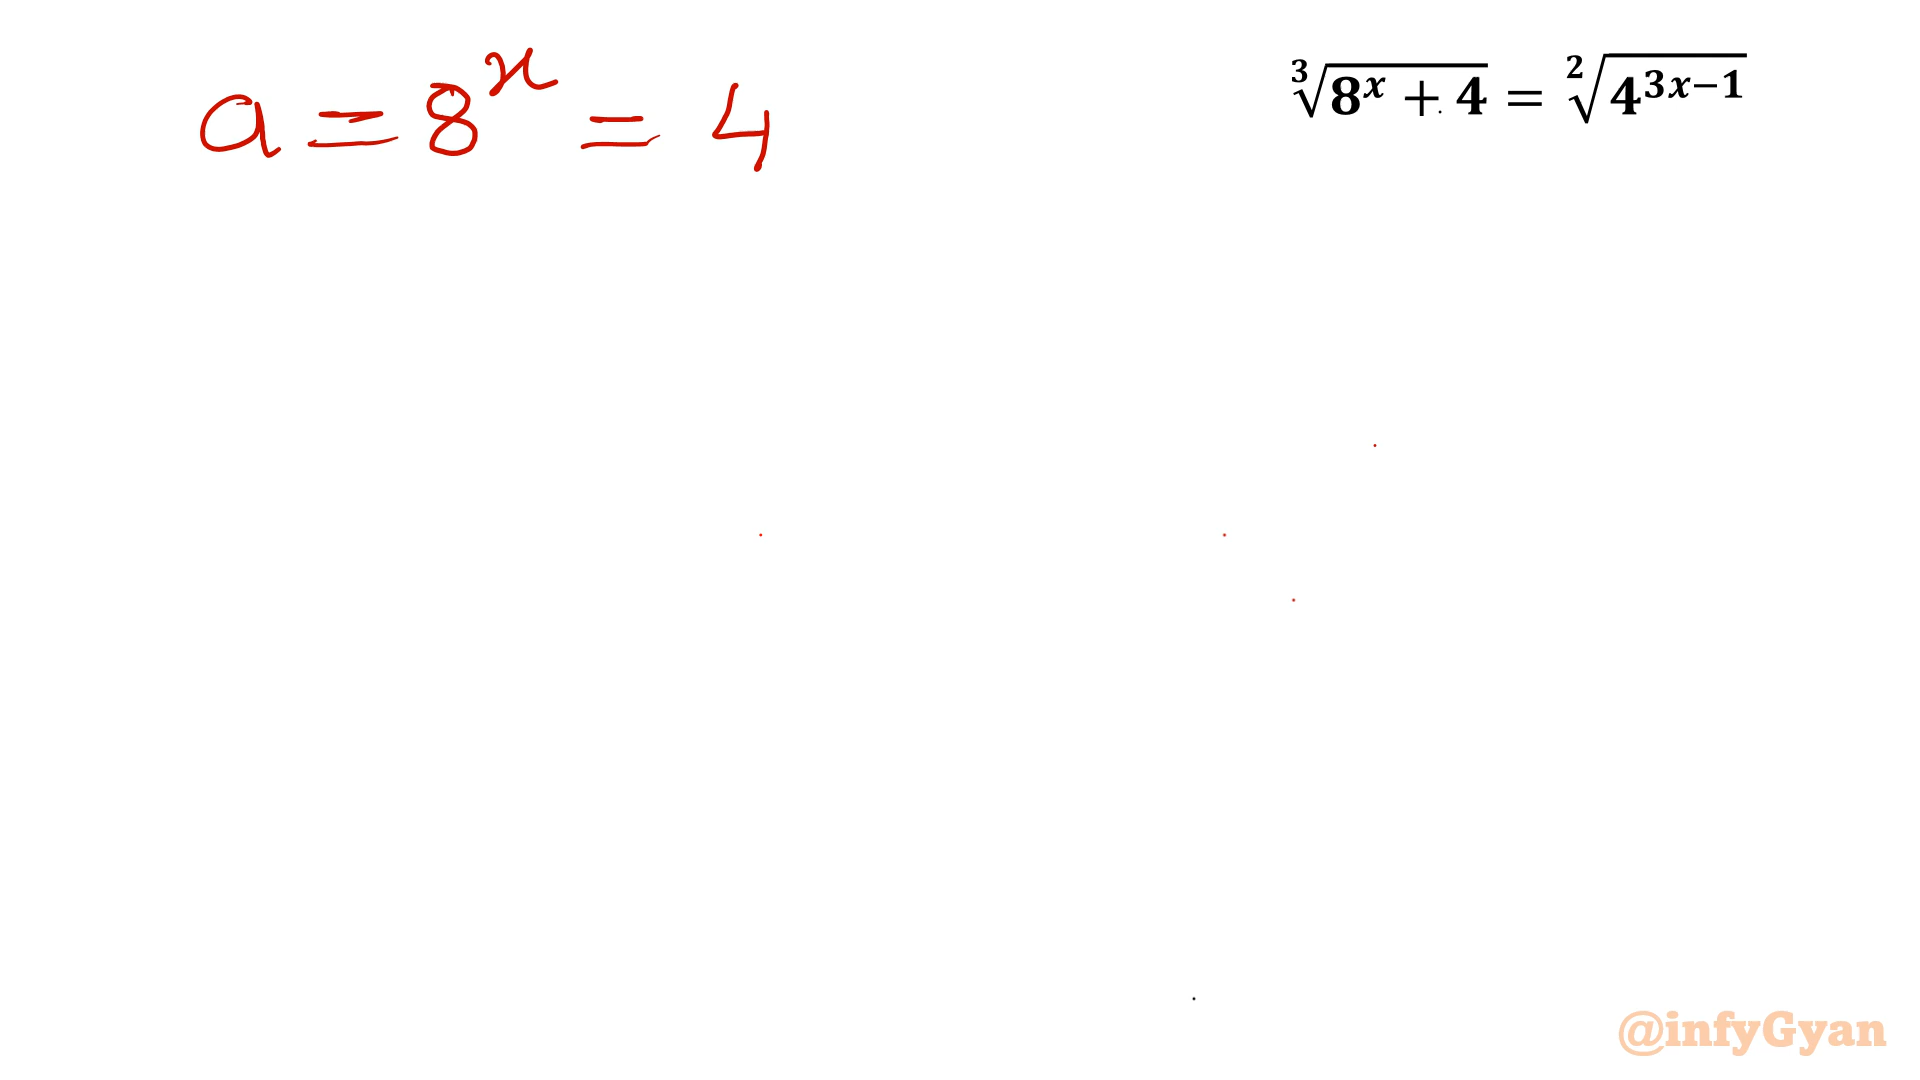 a = 8^x = 4
∛(8^x + 4) = ²√(4^(3x−1))
@infyGyan